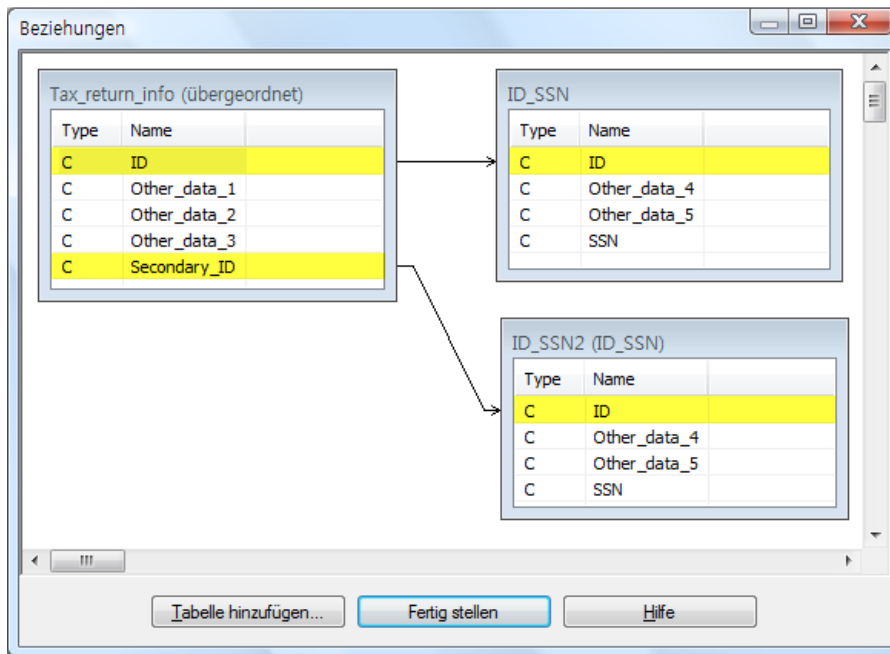 Beziehungen
Tax_return_info (übergeordnet)
Type Name
C ID
C Other_data_1
C Other_data_2
C Other_data_3
C Secondary_ID
ID_SSN
Type Name
C ID
C Other_data_4
C Other_data_5
C SSN
ID_SSN2 (ID_SSN)
Type Name
C ID
C Other_data_4
C Other_data_5
C SSN
Tabelle hinzufügen... Fertig stellen Hilfe